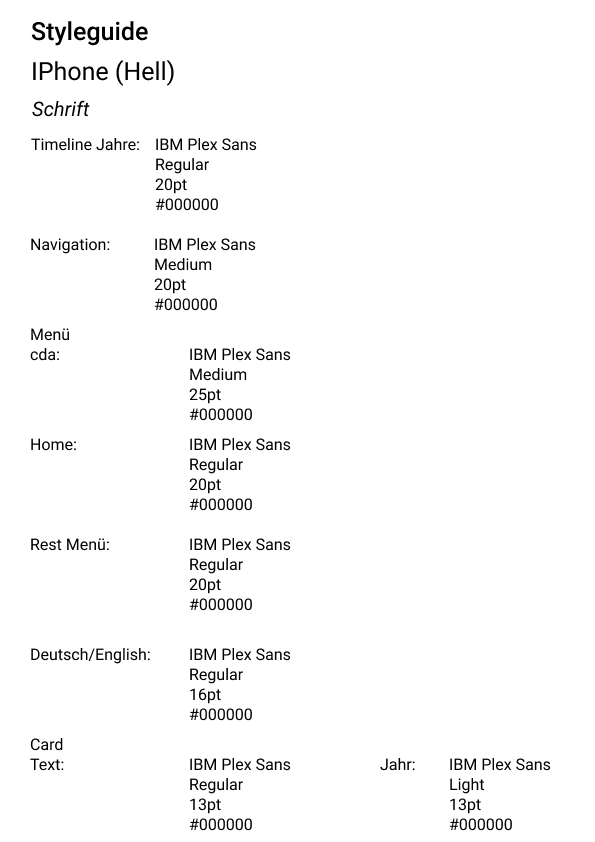 Styleguide
IPhone (Hell)
Schrift
Timeline Jahre: IBM Plex Sans
Regular
20pt
#000000
Navigation: IBM Plex Sans
Medium
20pt
#000000
Menü
cda: IBM Plex Sans
Medium
25pt
#000000
Home: IBM Plex Sans
Regular
20pt
#000000
Rest Menü: IBM Plex Sans
Regular
20pt
#000000
Deutsch/English: IBM Plex Sans
Regular
16pt
#000000
Card
Text: IBM Plex Sans Jahr: IBM Plex Sans
Regular Light
13pt 13pt
#000000 #000000